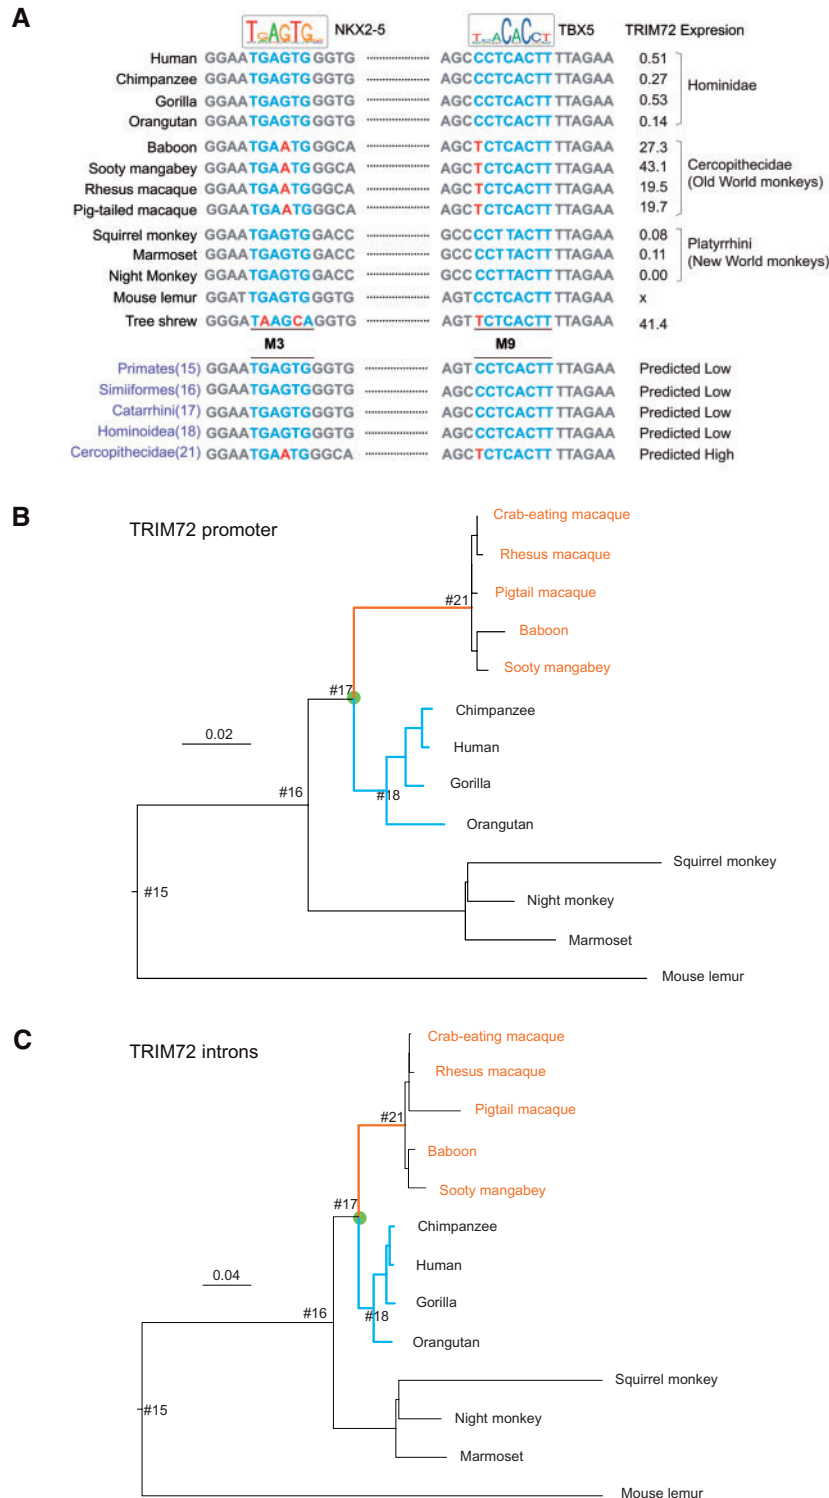 A
TGAGTG NKX2-5 TCACACCT TBX5 TRIM72 Expresion
Human GGAATGAGTGGGTG AGCCCTCACTTTTAGAA 0.51
Chimpanzee GGAATGAGTGGGTG AGCCCTCACTTTTAGAA 0.27
Hominidae
Gorilla GGAATGAGTGGGTG AGCCCTCACTTTTAGAA 0.53
Orangutan GGAATGAGTGGGTG AGCCCTCACTTTTAGAA 0.14
Baboon GGAATGAATGGGCA AGCTCTCACTTTTAGAA 27.3
Sooty mangabey GGAATGAATGGGCA AGCTCTCACTTTTAGAA 43.1
Cercopithecidae
(Old World monkeys)
Rhesus macaque GGAATGAATGGGCA AGCTCTCACTTTTAGAA 19.5
Pig-tailed macaque GGAATGAATGGGCA AGCTCTCACTTTTAGAA 19.7
Squirrel monkey GGAATGAGTGGACC GCCCCTTACTTTTAGAA 0.08
Platyrrhini
(New World monkeys)
Marmoset GGAATGAGTGGACC GCCCCTTACTTTTAGAA 0.11
Night Monkey GGAATGAGTGGACC GCCCCTTACTTTTAGAA 0.00
Mouse lemur GGATTGAGTGGGTG AGTCCTCACTTTTAGAA x
Tree shrew GGGATAAGCAGGTG AGTTCTCACTTTTAGAA 41.4
M3 M9
Primates(15) GGAATGAGTGGGTG AGTCCTCACTTTTAGAA Predicted Low
Simiiformes(16) GGAATGAGTGGGTG AGCCCTCACTTTTAGAA Predicted Low
Catarrhini(17) GGAATGAGTGGGTG AGCCCTCACTTTTAGAA Predicted Low
Hominoidea(18) GGAATGAGTGGGTG AGCCCTCACTTTTAGAA Predicted Low
Cercopithecidae(21) GGAATGAATGGGCA AGCTCTCACTTTTAGAA Predicted High
B
TRIM72 promoter
Crab-eating macaque
Rhesus macaque
Pigtail macaque
#21
Baboon
Sooty mangabey
#17
Chimpanzee
0.02
Human
Gorilla
#16
#18
Orangutan
Squirrel monkey
#15
Night monkey
Marmoset
Mouse lemur
C
TRIM72 introns
Crab-eating macaque
Rhesus macaque
Pigtail macaque
#21
Baboon
Sooty mangabey
#17
Chimpanzee
Human
0.04
Gorilla
#16
#18
Orangutan
Squirrel monkey
#15
Night monkey
Marmoset
Mouse lemur